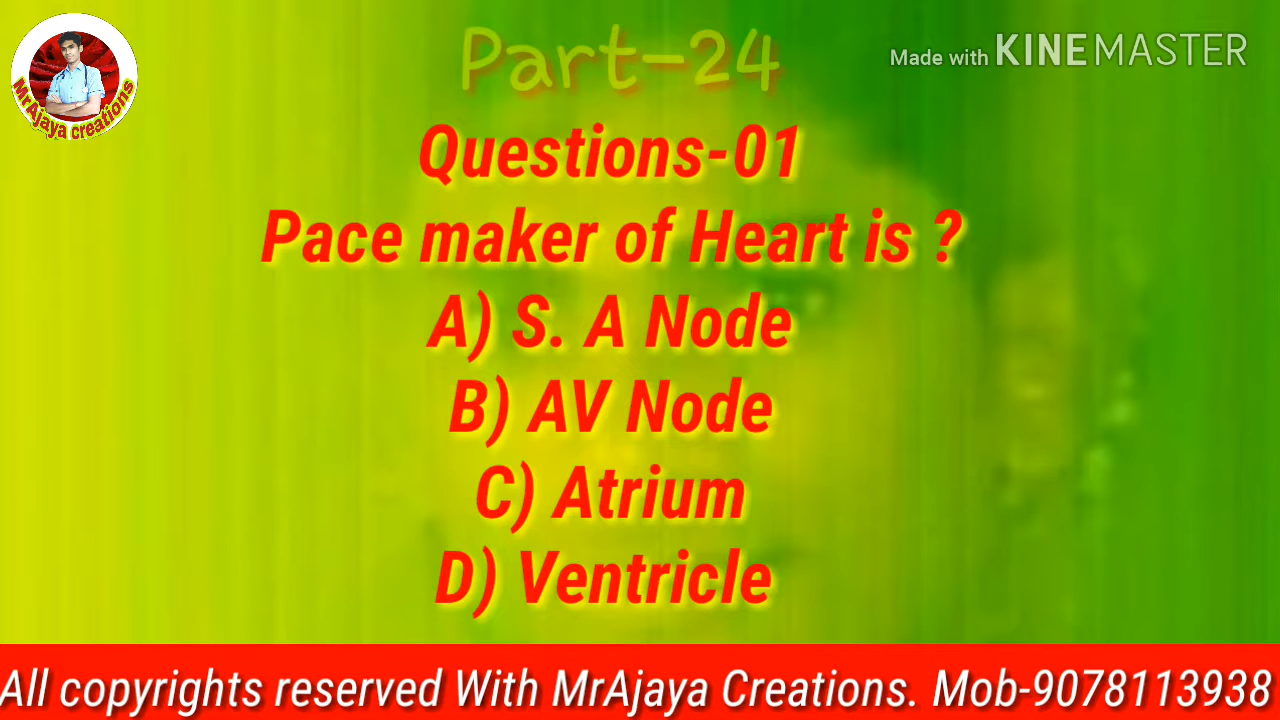 Part-24
Made with KINEMASTER
MrAjaya creations
Questions-01
Pace maker of Heart is ?
A) S. A Node
B) AV Node
C) Atrium
D) Ventricle
All copyrights reserved With MrAjaya Creations. Mob-9078113938